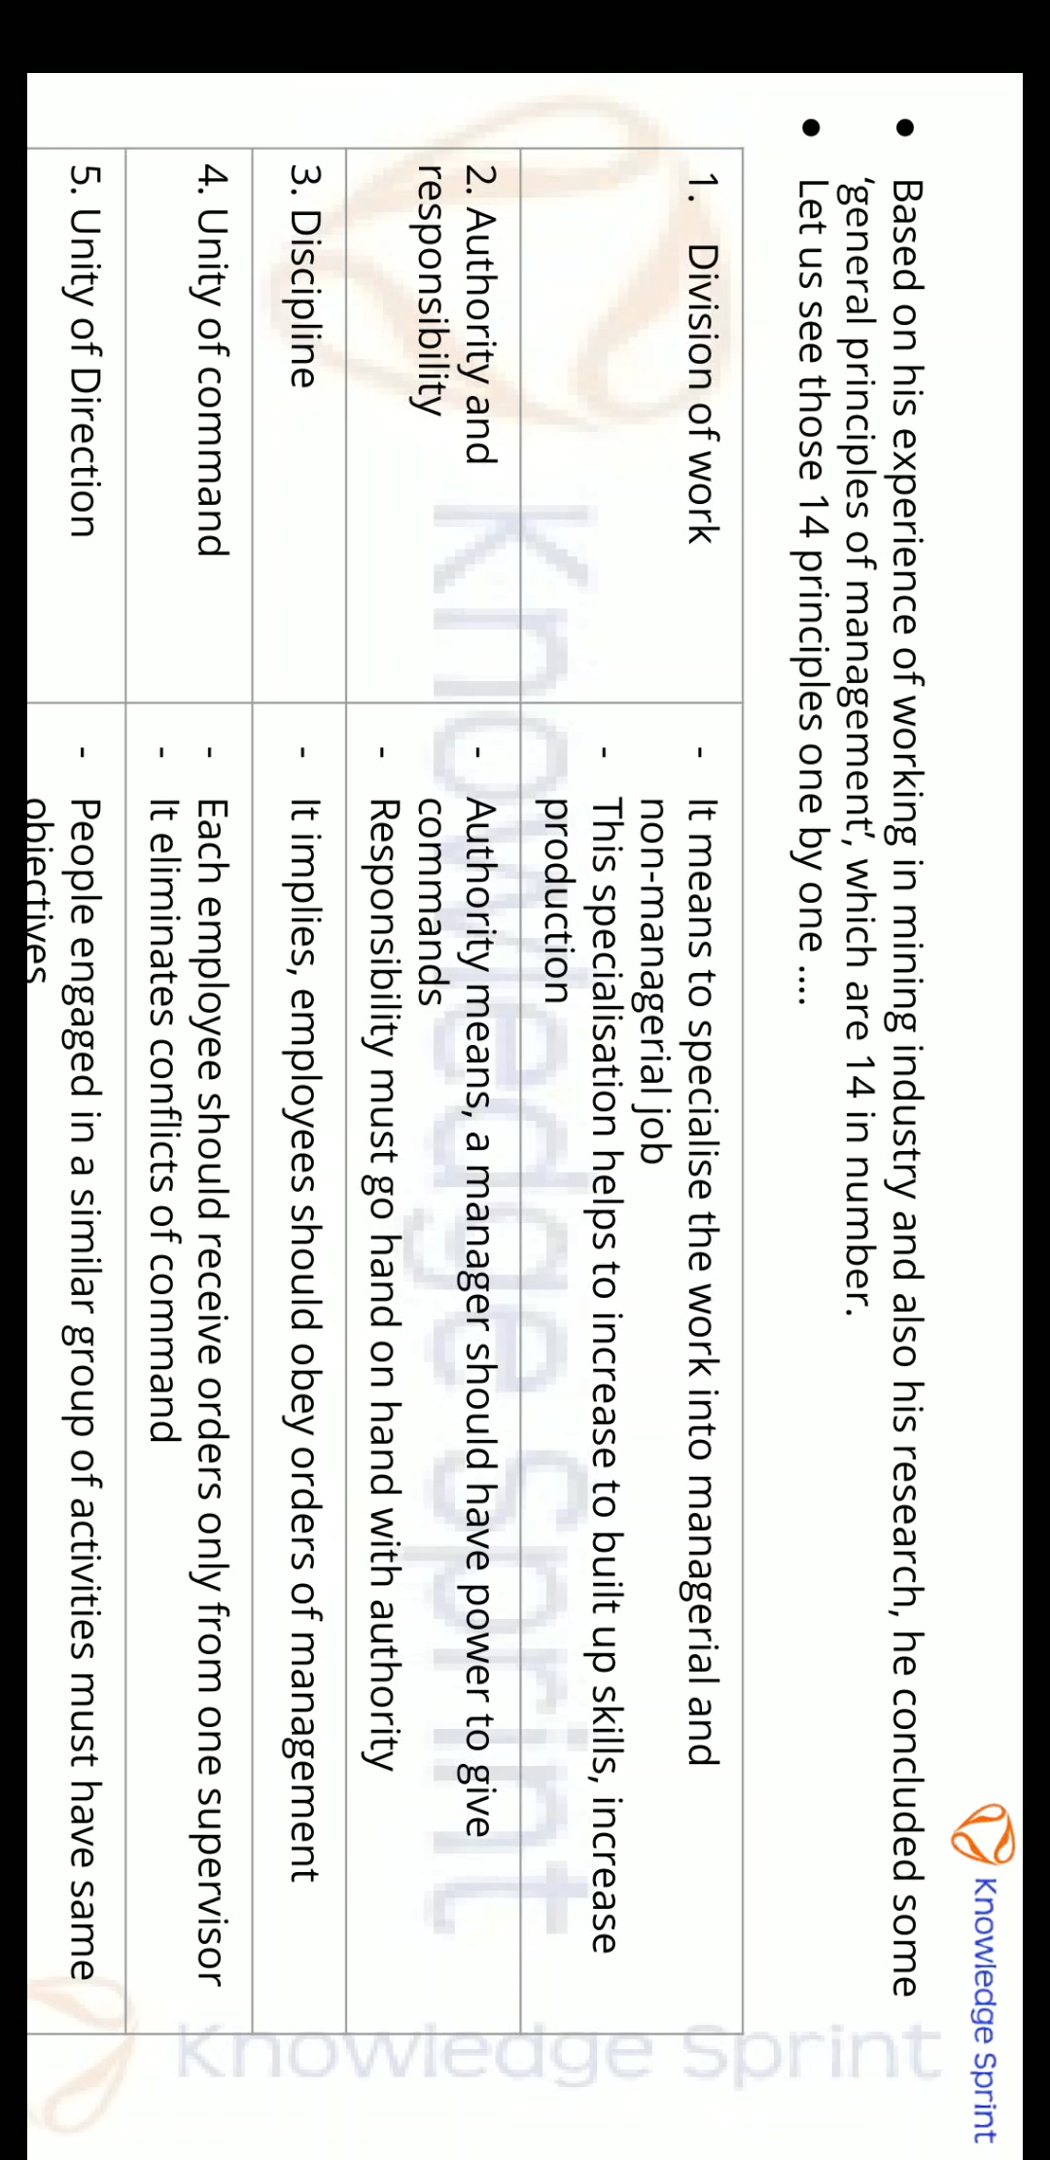 Knowledge Sprint
● Based on his experience of working in mining industry and also his research, he concluded some
‘general principles of management’, which are 14 in number.
● Let us see those 14 principles one by one ....
1. Division of work
- It means to specialise the work into managerial and
non-managerial job
- This specialisation helps to increase to built up skills, increase
production
2. Authority and
responsibility
- Authority means, a manager should have power to give
commands
- Responsibility must go hand on hand with authority
3. Discipline
- It implies, employees should obey orders of management
4. Unity of command
- Each employee should receive orders only from one supervisor
- It eliminates conflicts of command
5. Unity of Direction
- People engaged in a similar group of activities must have same
objectives
Knowledge Sprint
Knowledge Sprint